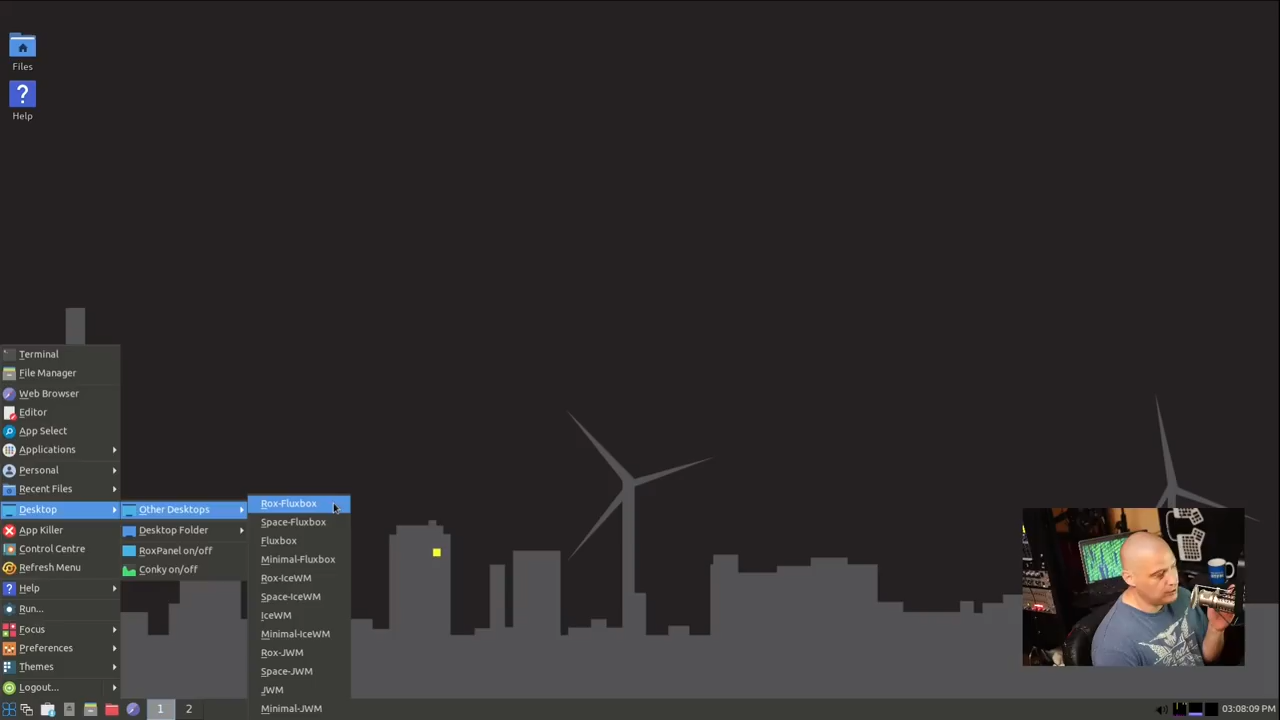 Files
?
Help
Terminal
File Manager
Web Browser
Editor
App Select
Applications
Personal
Recent Files
Desktop
App Killer
Control Centre
Refresh Menu
Help
Run...
Focus
Preferences
Themes
Logout...
Other Desktops
Desktop Folder
RoxPanel on/off
Conky on/off
Rox-Fluxbox
Space-Fluxbox
Fluxbox
Minimal-Fluxbox
Rox-IceWM
Space-IceWM
IceWM
Minimal-IceWM
Rox-JWM
Space-JWM
JWM
Minimal-JWM
1
2
03:08:09 PM